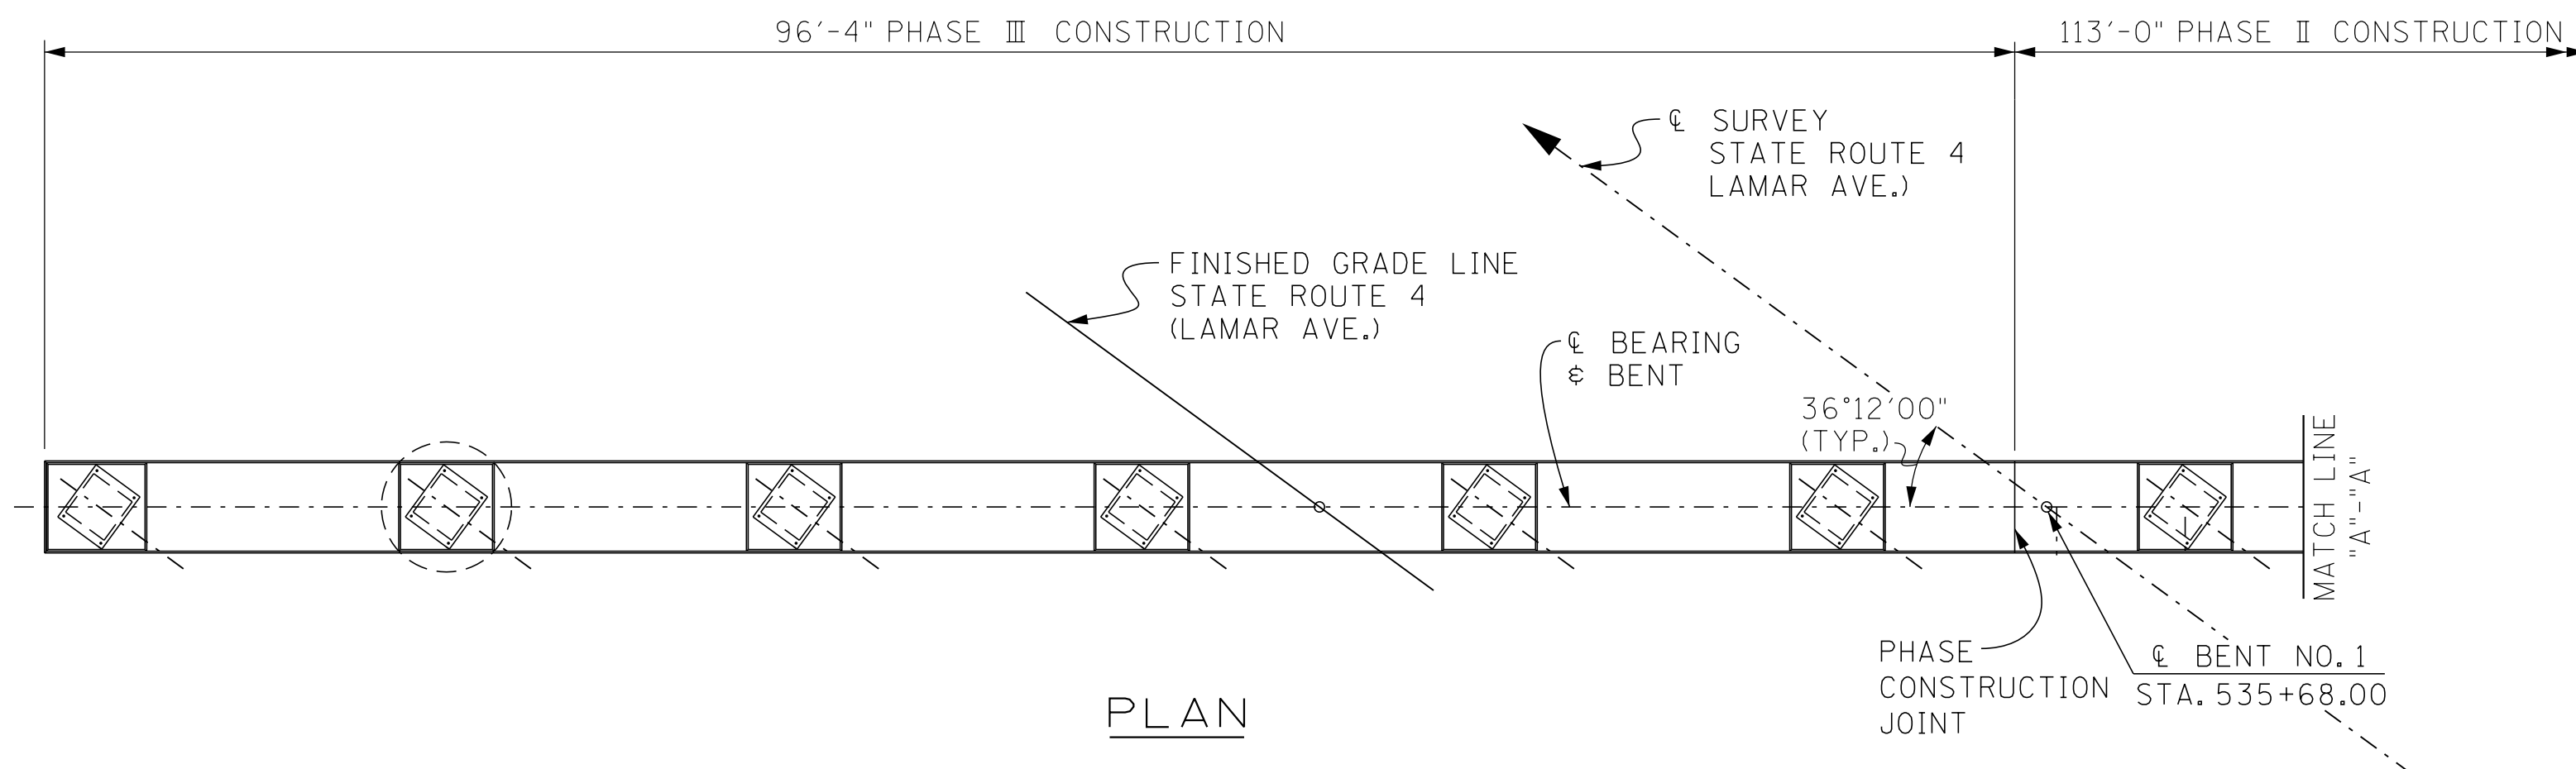 96'-4" PHASE III CONSTRUCTION
113'-0" PHASE II CONSTRUCTION
℄ SURVEY
STATE ROUTE 4
LAMAR AVE.)
FINISHED GRADE LINE
STATE ROUTE 4
(LAMAR AVE.)
℄ BEARING
& BENT
36°12'00"
(TYP.)
MATCH LINE
"A"-"A"
PHASE
CONSTRUCTION
JOINT
℄ BENT NO. 1
STA. 535+68.00
PLAN